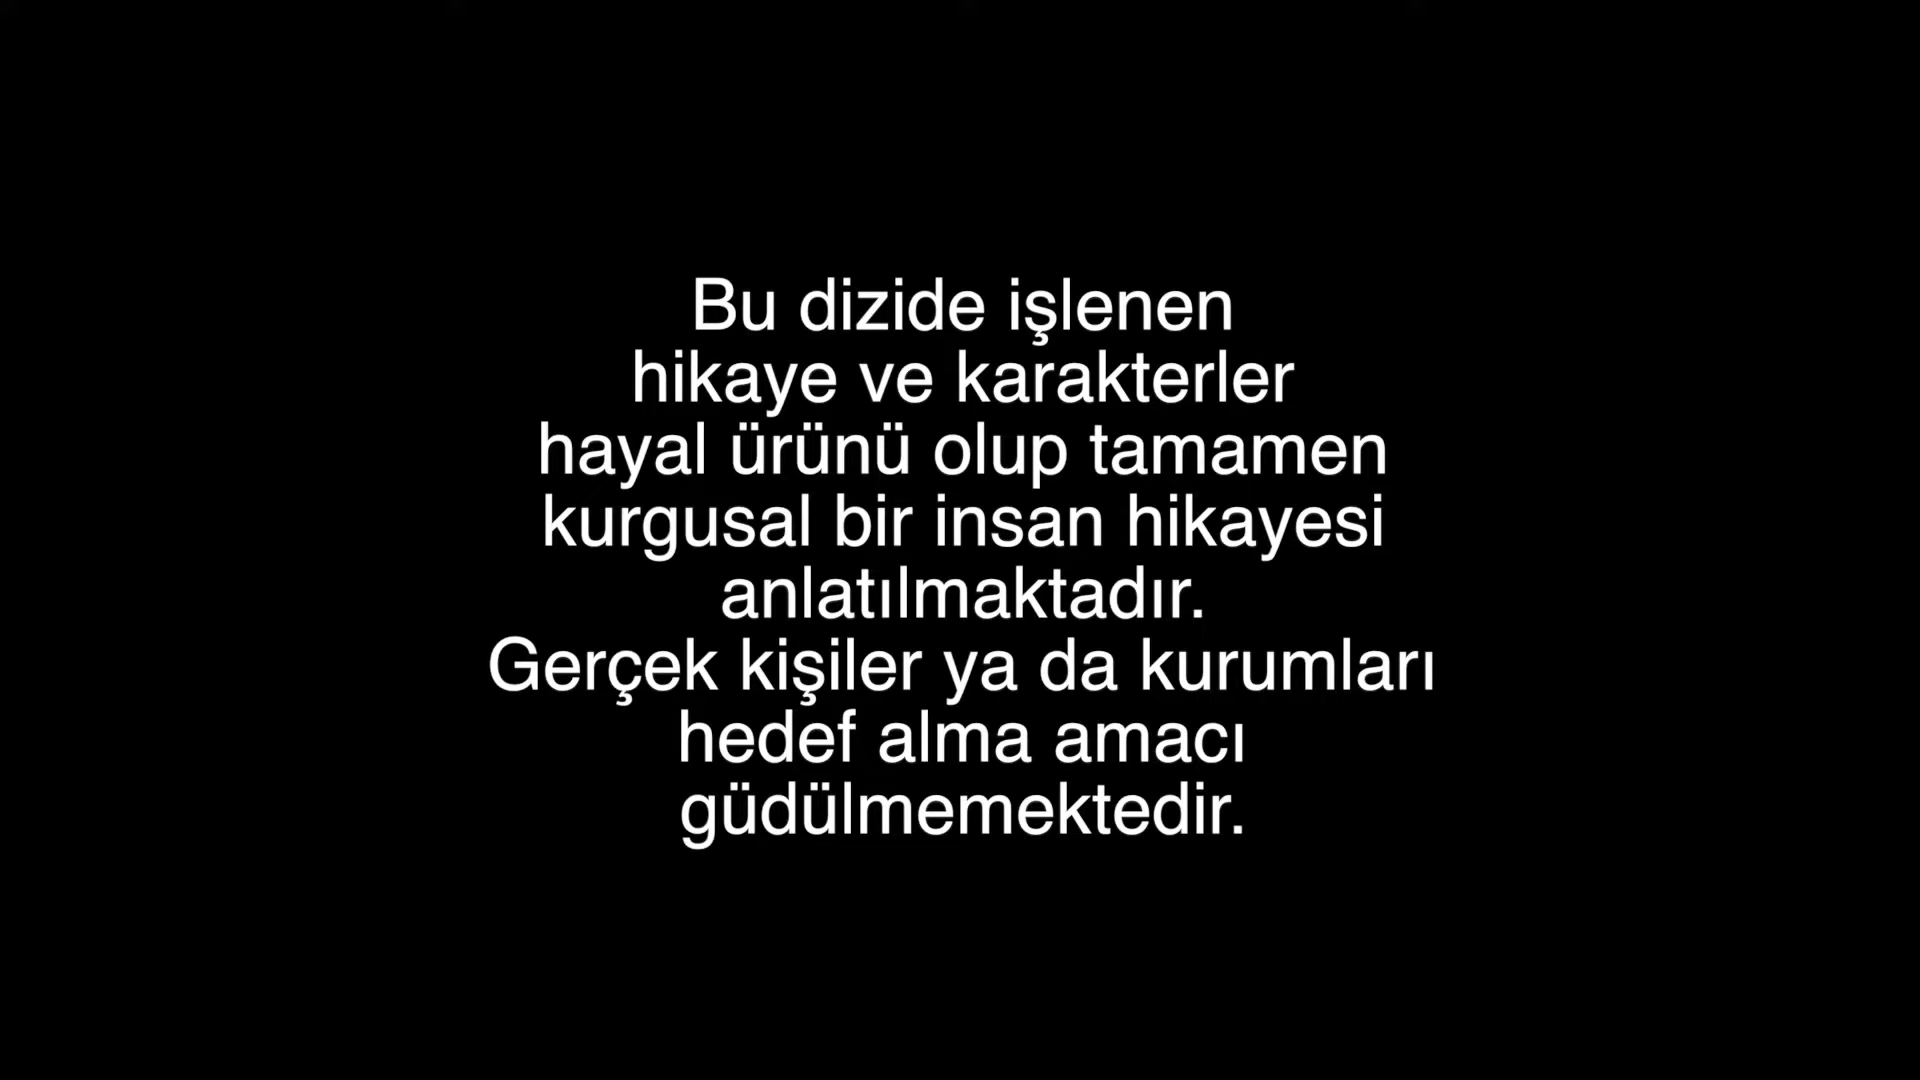 Bu dizide işlenen
hikaye ve karakterler
hayal ürünü olup tamamen
kurgusal bir insan hikayesi
anlatılmaktadır.
Gerçek kişiler ya da kurumları
hedef alma amacı
güdülmemektedir.